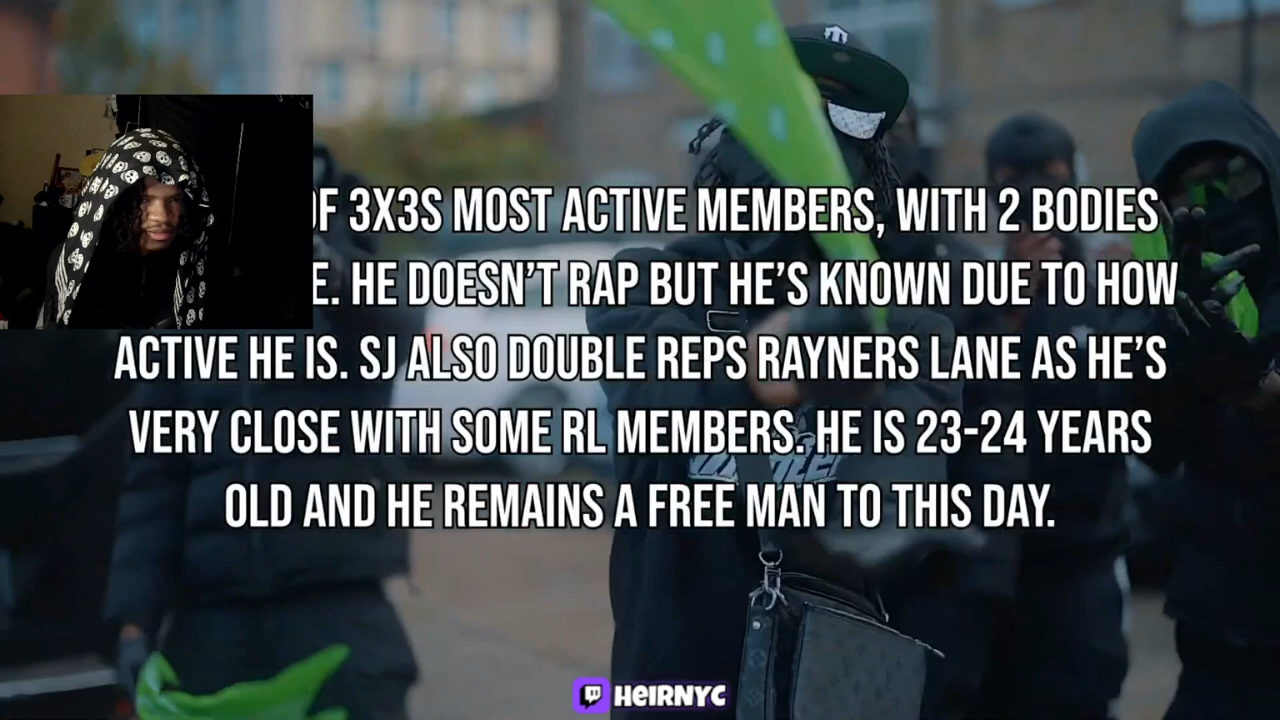 OF 3X3S MOST ACTIVE MEMBERS, WITH 2 BODIES
E. HE DOESN'T RAP BUT HE'S KNOWN DUE TO HOW
ACTIVE HE IS. SJ ALSO DOUBLE REPS RAYNERS LANE AS HE'S
VERY CLOSE WITH SOME RL MEMBERS. HE IS 23-24 YEARS
OLD AND HE REMAINS A FREE MAN TO THIS DAY.
HEIRNYC